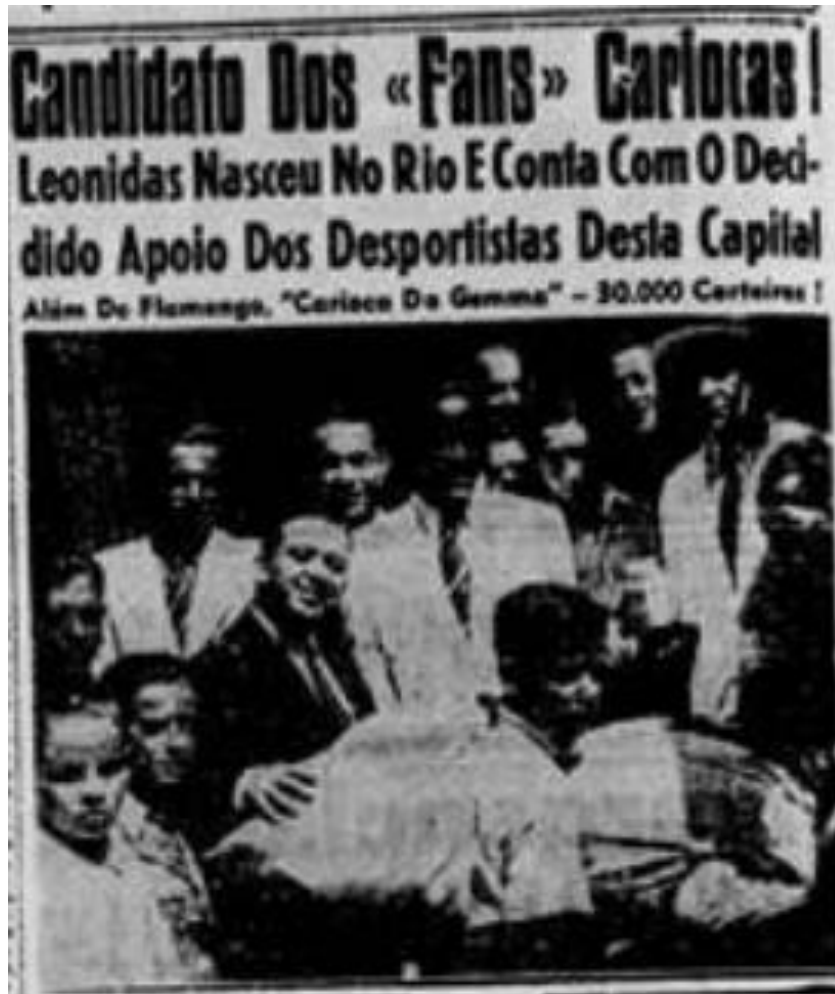 Candidato Dos «Fans» Cariocas!
Leonidas Nasceu No Rio E Conta Com O Deci-
dido Apoio Dos Desportistas Desta Capital
Além Do Flamengo, "Carioca Da Gemma" – 30.000 Carteiras!